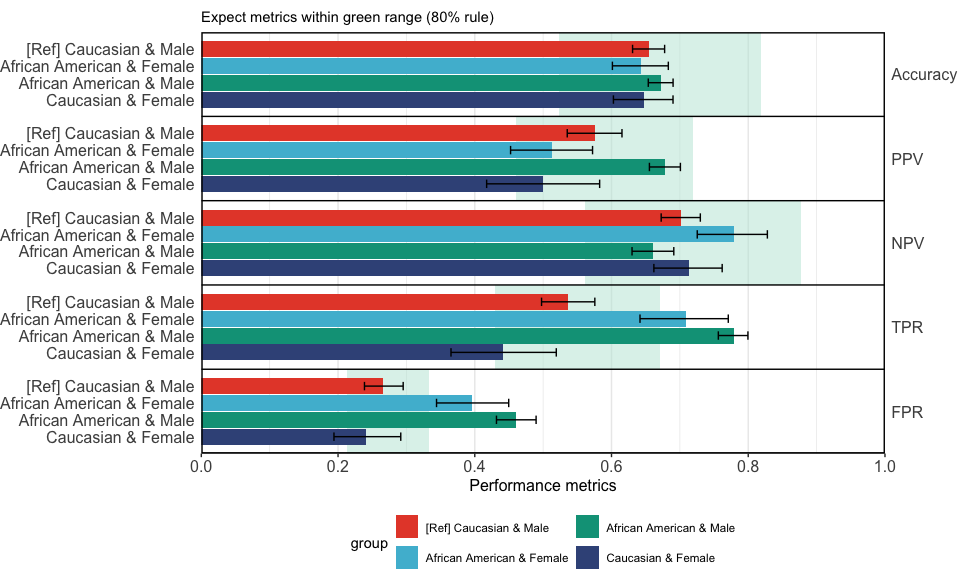 Expect metrics within green range (80% rule)
[Ref] Caucasian & Male
African American & Female
African American & Male
Caucasian & Female
Accuracy
[Ref] Caucasian & Male
African American & Female
African American & Male
Caucasian & Female
PPV
[Ref] Caucasian & Male
African American & Female
African American & Male
Caucasian & Female
NPV
[Ref] Caucasian & Male
African American & Female
African American & Male
Caucasian & Female
TPR
[Ref] Caucasian & Male
African American & Female
African American & Male
Caucasian & Female
FPR
0.0 0.2 0.4 0.6 0.8 1.0
Performance metrics
group
[Ref] Caucasian & Male
African American & Male
African American & Female
Caucasian & Female